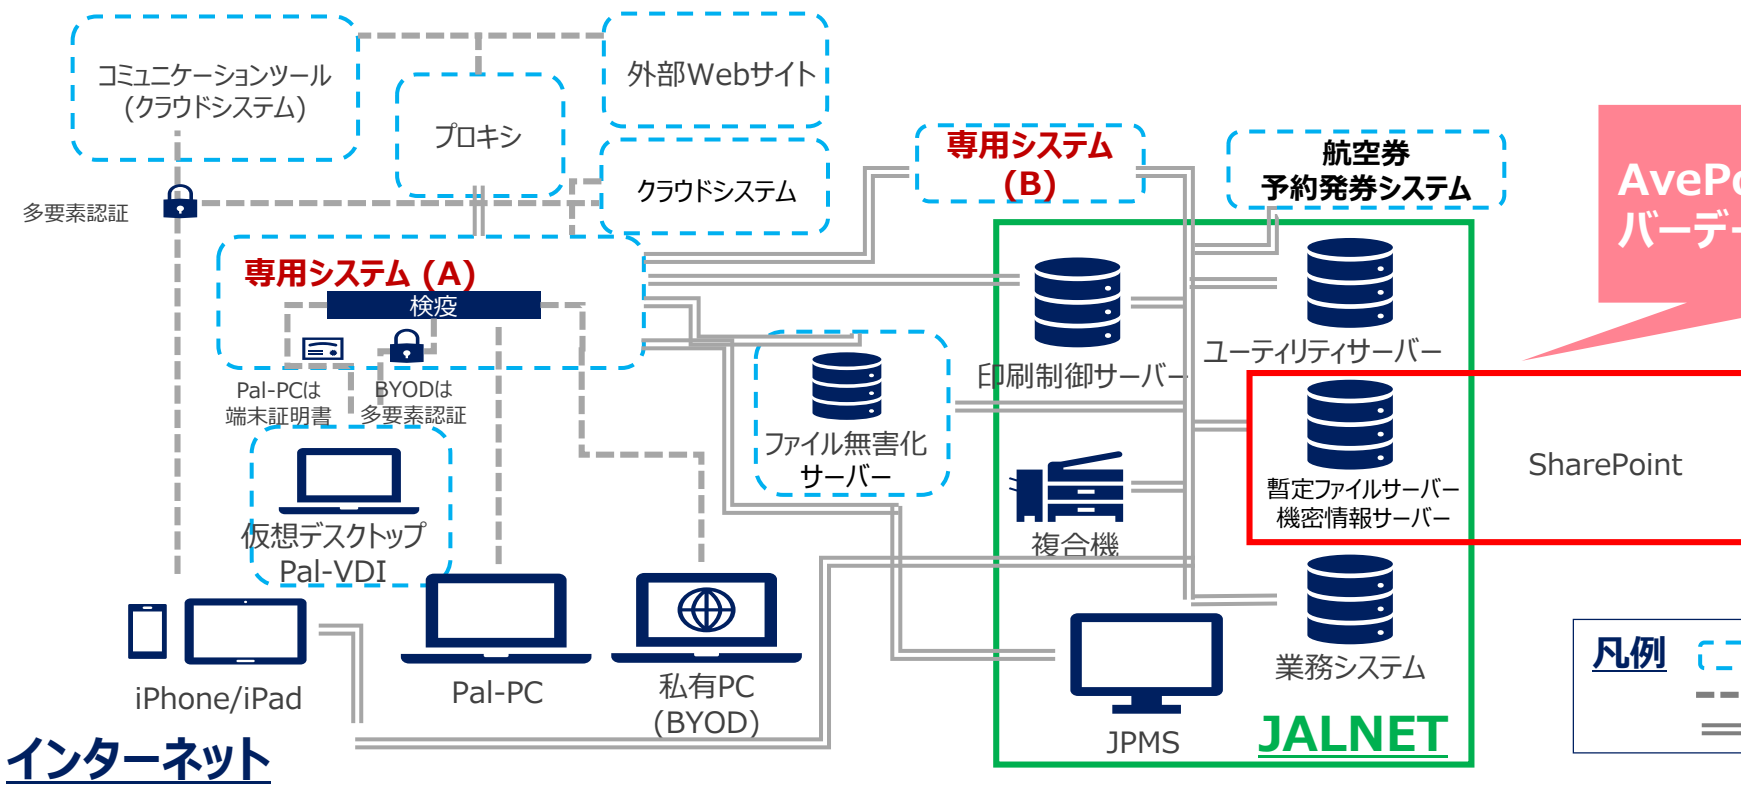 コミュニケーションツール
(クラウドシステム)
外部Webサイト
プロキシ
クラウドシステム
多要素認証
専用システム
(B)
航空券
予約発券システム
専用システム (A)
検疫
Pal-PCは
端末証明書
BYODは
多要素認証
仮想デスクトップ
Pal-VDI
ファイル無害化
サーバー
印刷制御サーバー
ユーティリティサーバー
複合機
暫定ファイルサーバー
機密情報サーバー
SharePoint
業務システム
JPMS
JALNET
iPhone/iPad
Pal-PC
私有PC
(BYOD)
インターネット
凡例